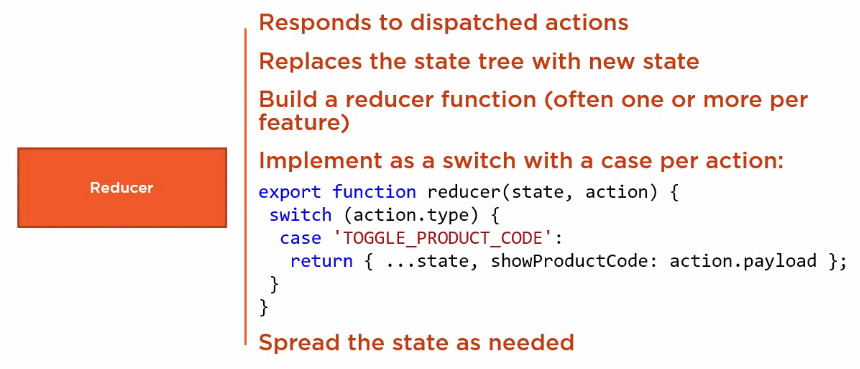 Responds to dispatched actions
Replaces the state tree with new state
Build a reducer function (often one or more per
feature)
Reducer
Implement as a switch with a case per action:
export function reducer(state, action) {
 switch (action.type) {
  case 'TOGGLE_PRODUCT_CODE':
   return { ...state, showProductCode: action.payload };
 }
}
Spread the state as needed